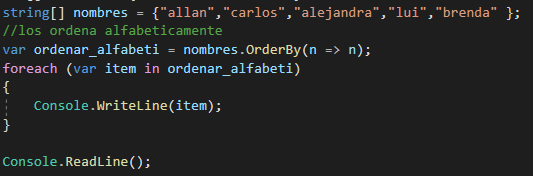 string[] nombres = {"allan","carlos","alejandra","lui","brenda" };
//los ordena alfabeticamente
var ordenar_alfabeti = nombres.OrderBy(n => n);
foreach (var item in ordenar_alfabeti)
{
    Console.WriteLine(item);
}
Console.ReadLine();